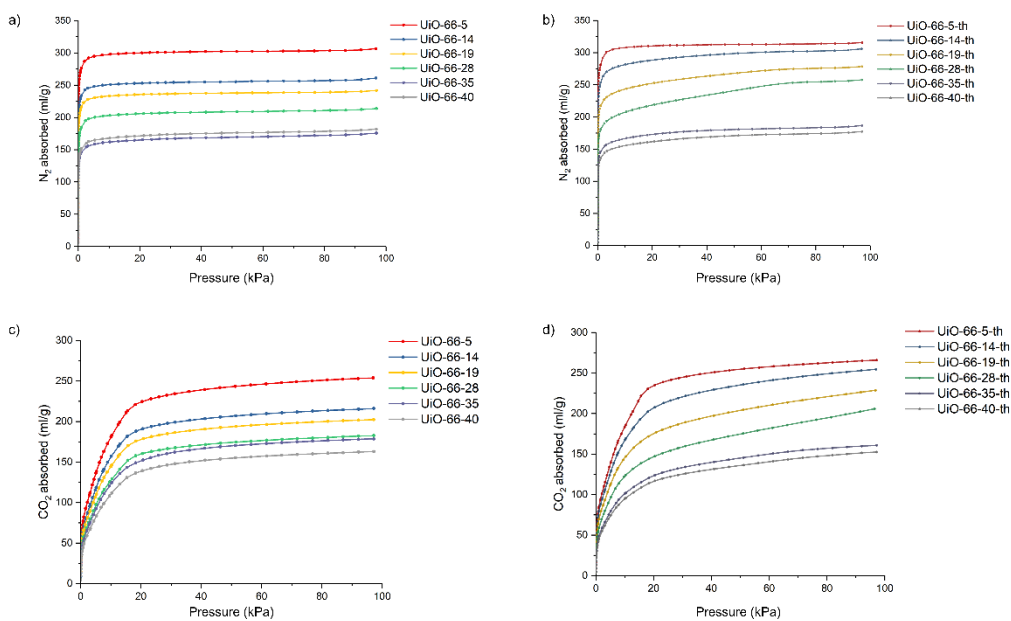 a)
350
300
250
200
150
100
50
0
N2 absorbed (ml/g)
0
20
40
60
80
100
Pressure (kPa)
UiO-66-5
UiO-66-14
UiO-66-19
UiO-66-28
UiO-66-35
UiO-66-40
b)
350
300
250
200
150
100
50
0
N2 absorbed (ml/g)
0
20
40
60
80
100
Pressure (kPa)
UiO-66-5-th
UiO-66-14-th
UiO-66-19-th
UiO-66-28-th
UiO-66-35-th
UiO-66-40-th
c)
300
250
200
150
100
50
0
CO2 absorbed (ml/g)
0
20
40
60
80
100
Pressure (kPa)
UiO-66-5
UiO-66-14
UiO-66-19
UiO-66-28
UiO-66-35
UiO-66-40
d)
300
250
200
150
100
50
0
CO2 absorbed (ml/g)
0
20
40
60
80
100
Pressure (kPa)
UiO-66-5-th
UiO-66-14-th
UiO-66-19-th
UiO-66-28-th
UiO-66-35-th
UiO-66-40-th